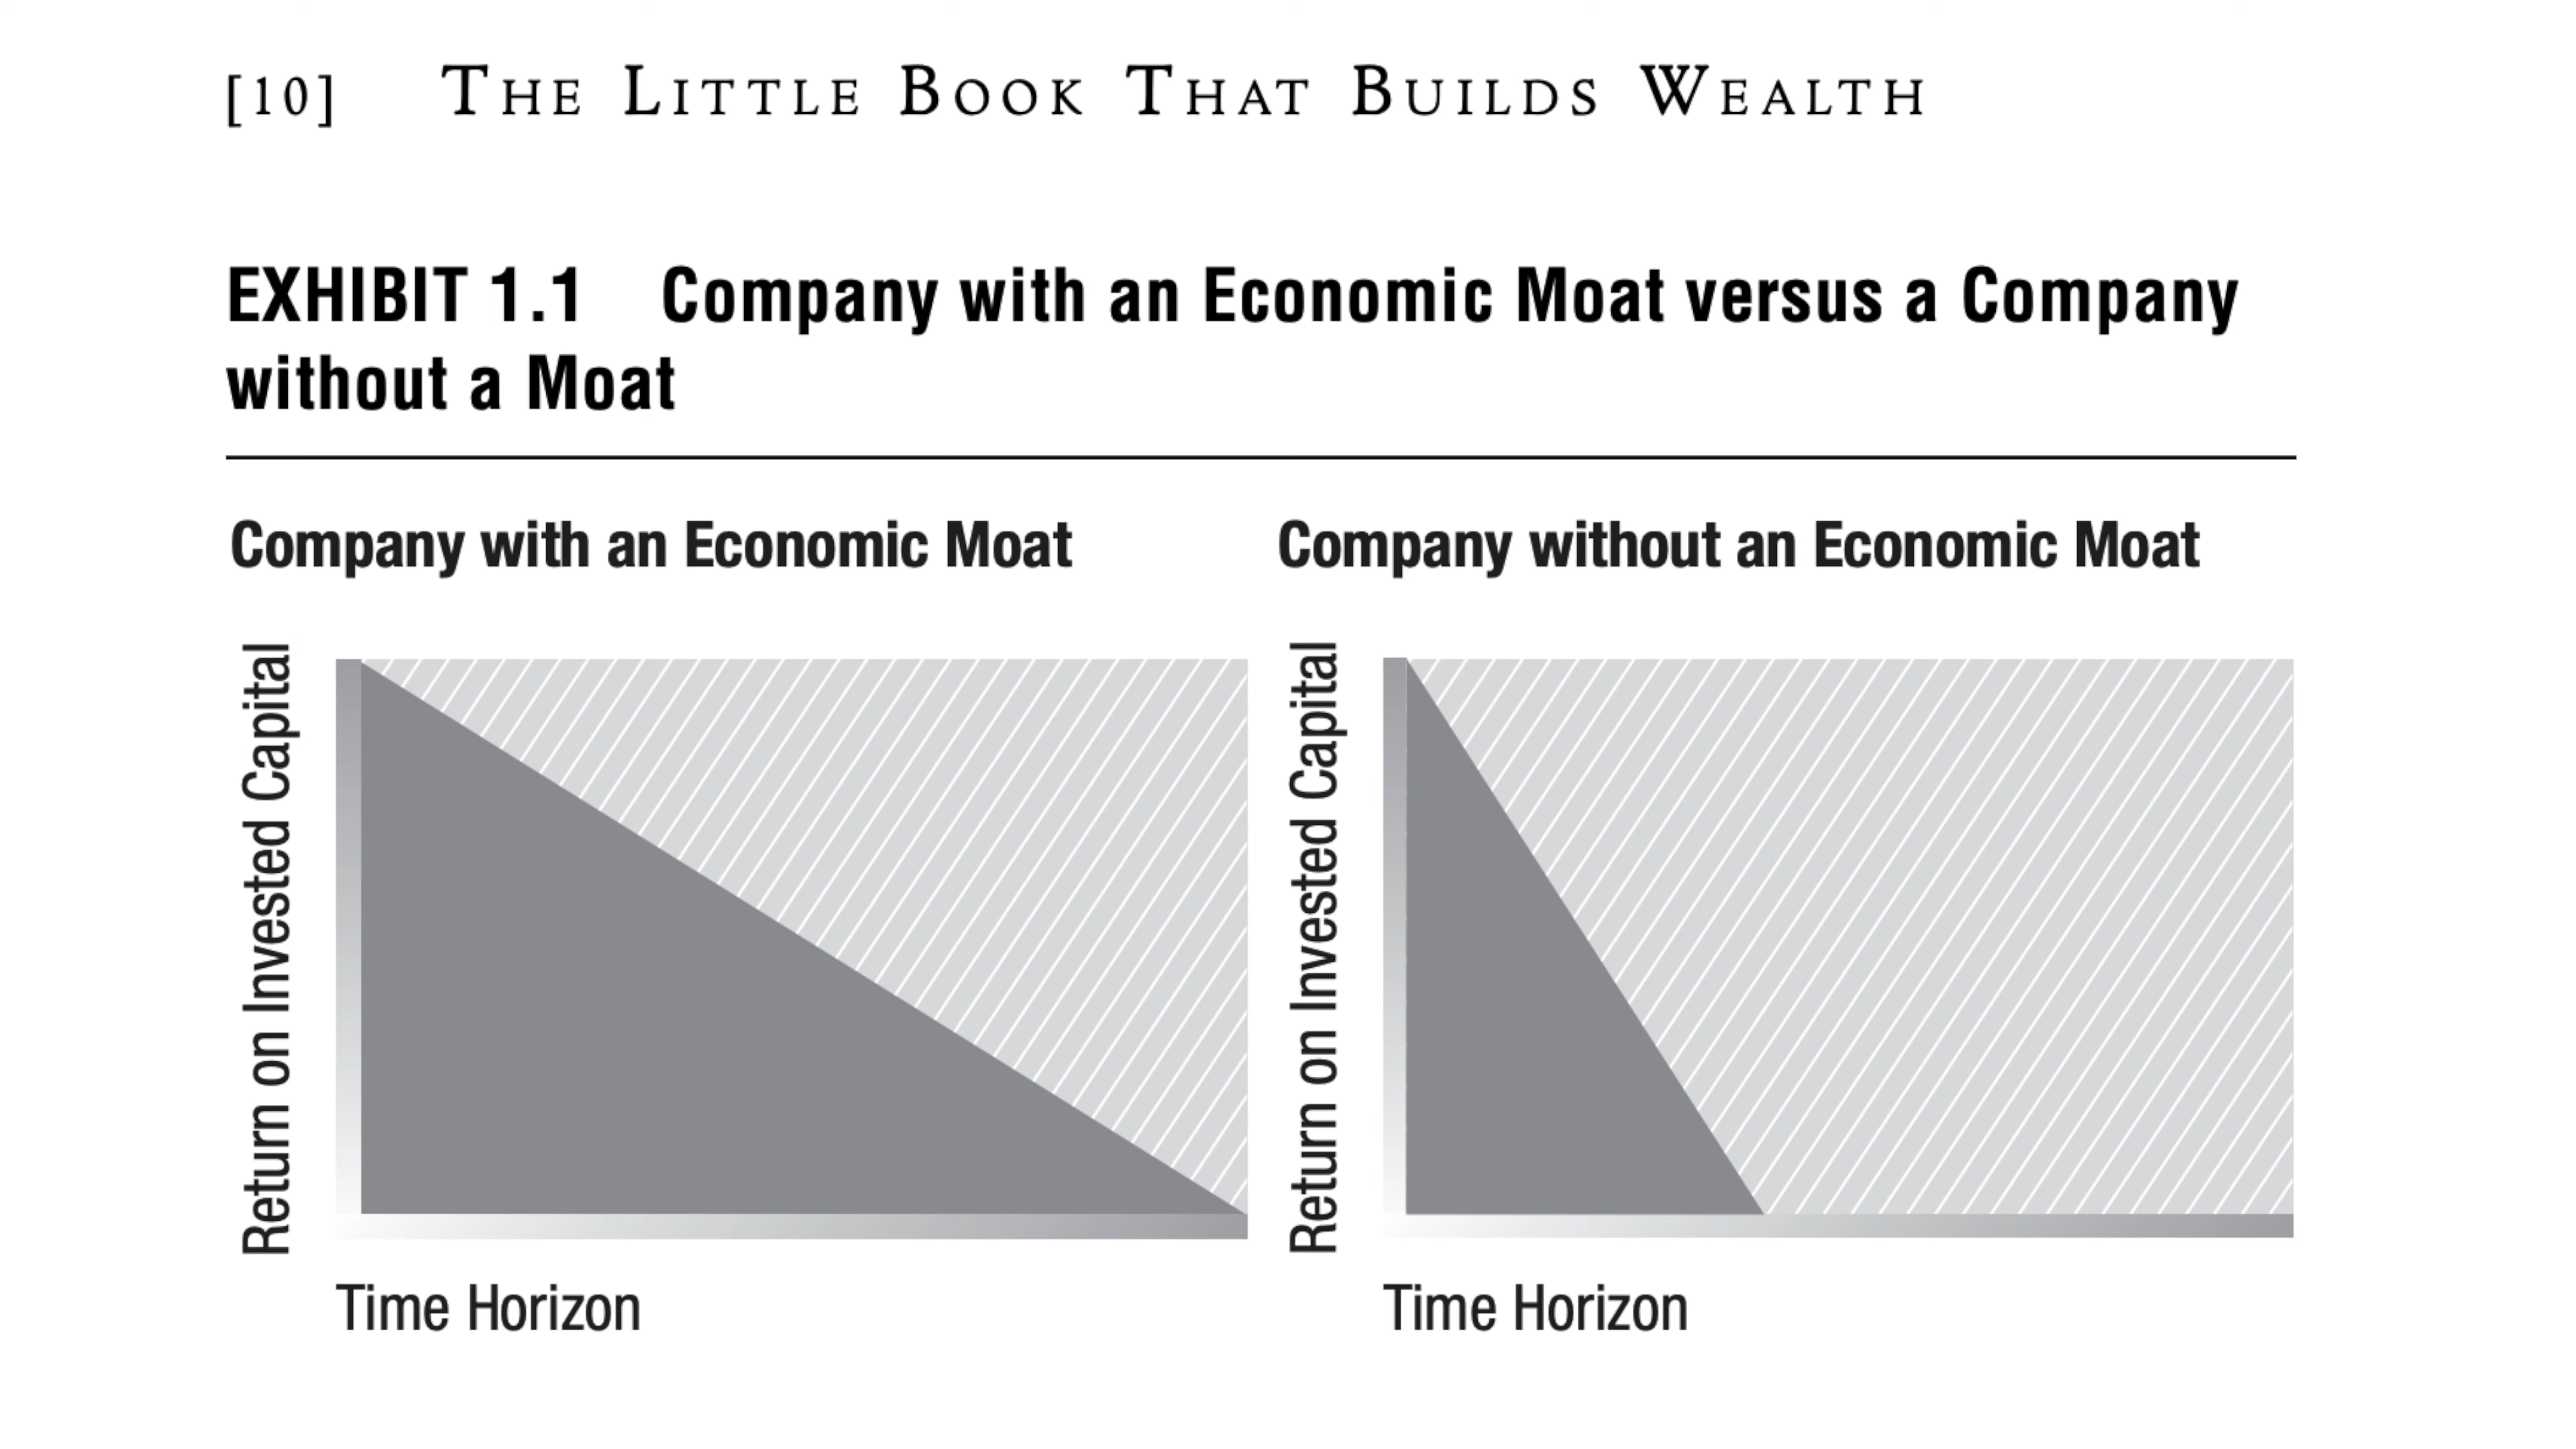 [10] THE LITTLE BOOK THAT BUILDS WEALTH
EXHIBIT 1.1 Company with an Economic Moat versus a Company
without a Moat
Company with an Economic Moat
Return on Invested Capital
Time Horizon
Company without an Economic Moat
Return on Invested Capital
Time Horizon